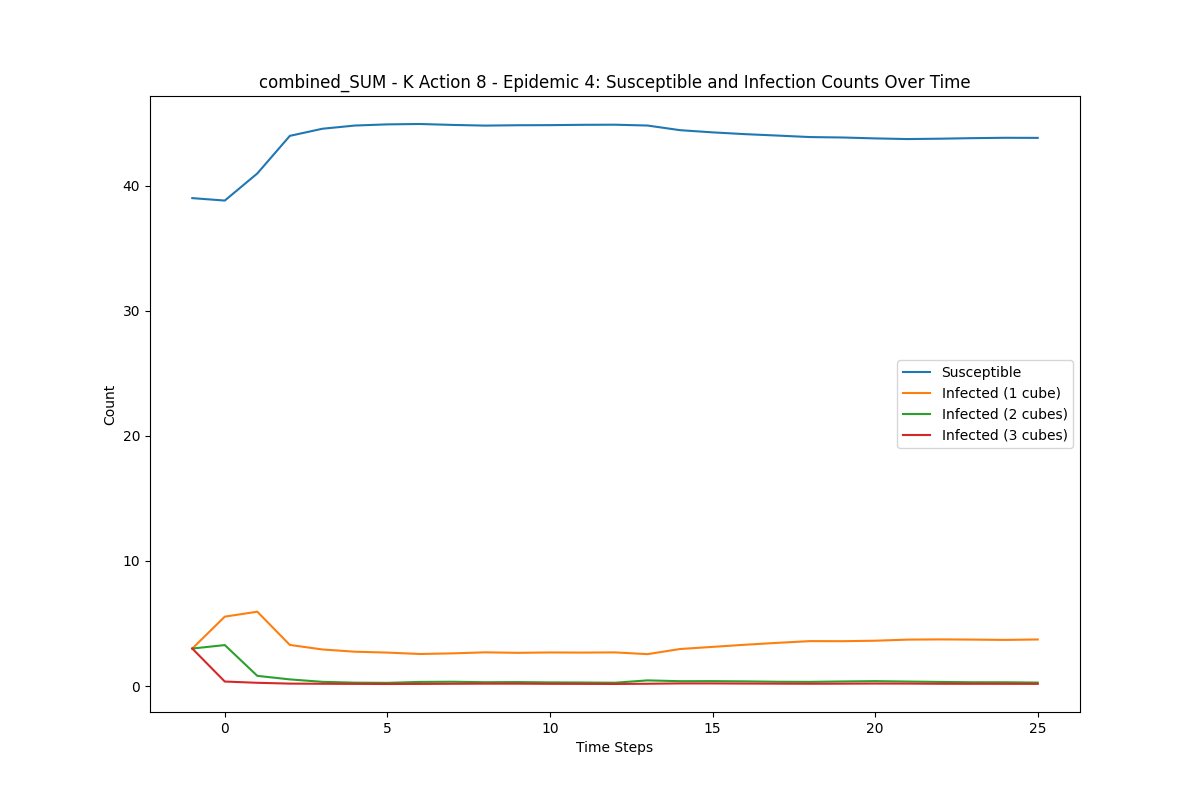 combined_SUM - K Action 8 - Epidemic 4: Susceptible and Infection Counts Over Time
Count
40
30
20
10
0
Susceptible
Infected (1 cube)
Infected (2 cubes)
Infected (3 cubes)
0 5 10 15 20 25
Time Steps